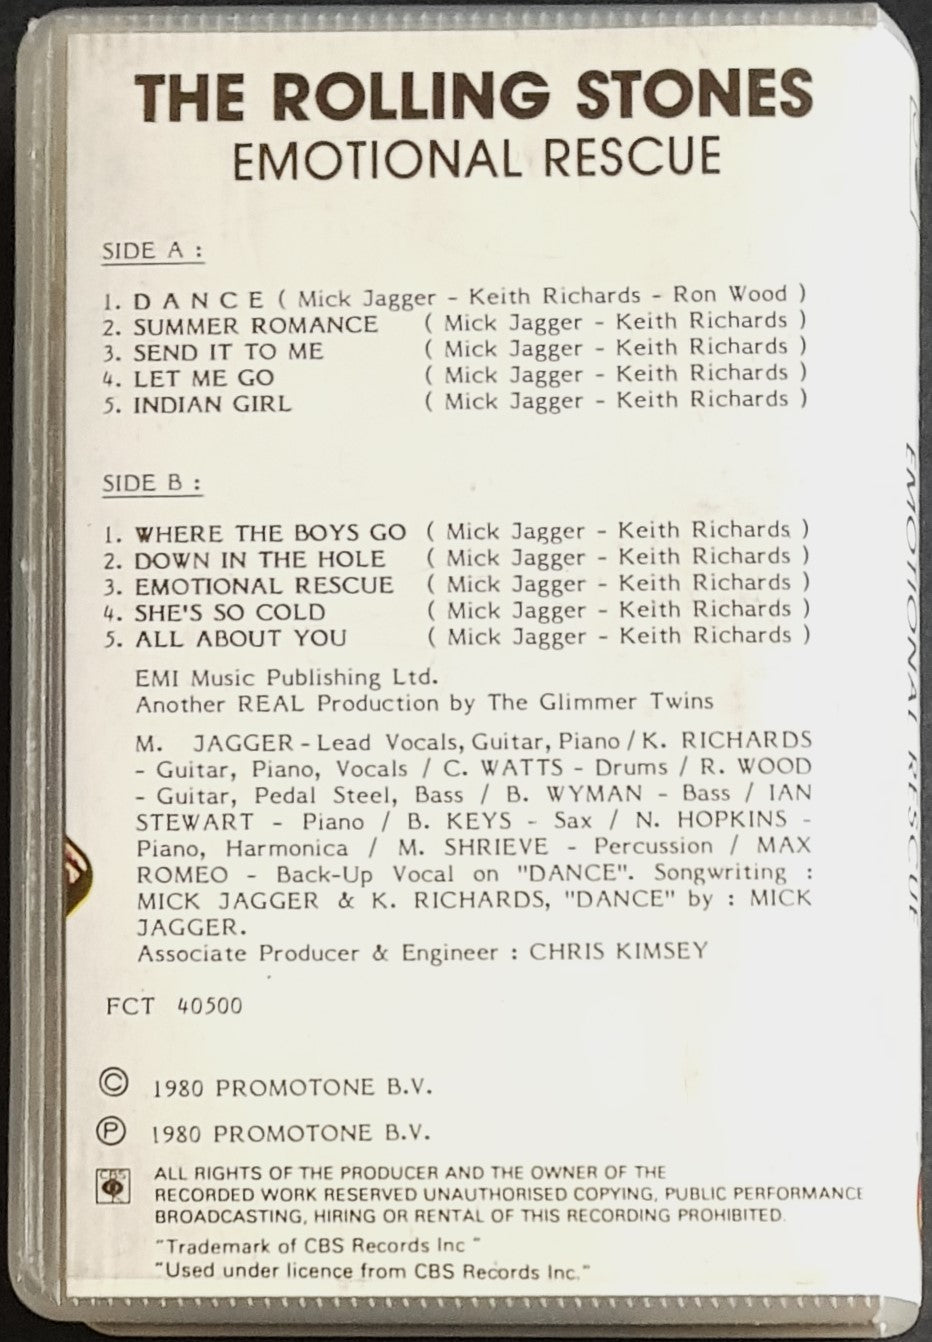 THE ROLLING STONES
EMOTIONAL RESCUE
SIDE A :
1. D A N C E ( Mick Jagger - Keith Richards - Ron Wood )
2. SUMMER ROMANCE ( Mick Jagger - Keith Richards )
3. SEND IT TO ME ( Mick Jagger - Keith Richards )
4. LET ME GO ( Mick Jagger - Keith Richards )
5. INDIAN GIRL ( Mick Jagger - Keith Richards )
SIDE B :
1. WHERE THE BOYS GO ( Mick Jagger - Keith Richards )
2. DOWN IN THE HOLE ( Mick Jagger - Keith Richards )
3. EMOTIONAL RESCUE ( Mick Jagger - Keith Richards )
4. SHE'S SO COLD ( Mick Jagger - Keith Richards )
5. ALL ABOUT YOU ( Mick Jagger - Keith Richards )
EMI Music Publishing Ltd.
Another REAL Production by The Glimmer Twins
M. JAGGER - Lead Vocals, Guitar, Piano / K. RICHARDS
- Guitar, Piano, Vocals / C. WATTS - Drums / R. WOOD
- Guitar, Pedal Steel, Bass / B. WYMAN - Bass / IAN
STEWART - Piano / B. KEYS - Sax / N. HOPKINS -
Piano, Harmonica / M. SHRIEVE - Percussion / MAX
ROMEO - Back-Up Vocal on "DANCE". Songwriting :
MICK JAGGER & K. RICHARDS, "DANCE" by : MICK
JAGGER.
Associate Producer & Engineer : CHRIS KIMSEY
FCT 40500
© 1980 PROMOTONE B.V.
℗ 1980 PROMOTONE B.V.
CBS
ALL RIGHTS OF THE PRODUCER AND THE OWNER OF THE
RECORDED WORK RESERVED UNAUTHORISED COPYING, PUBLIC PERFORMANCE
BROADCASTING, HIRING OR RENTAL OF THIS RECORDING PROHIBITED.
"Trademark of CBS Records Inc "
"Used under licence from CBS Records Inc."
EMOTIONAL RESCUE